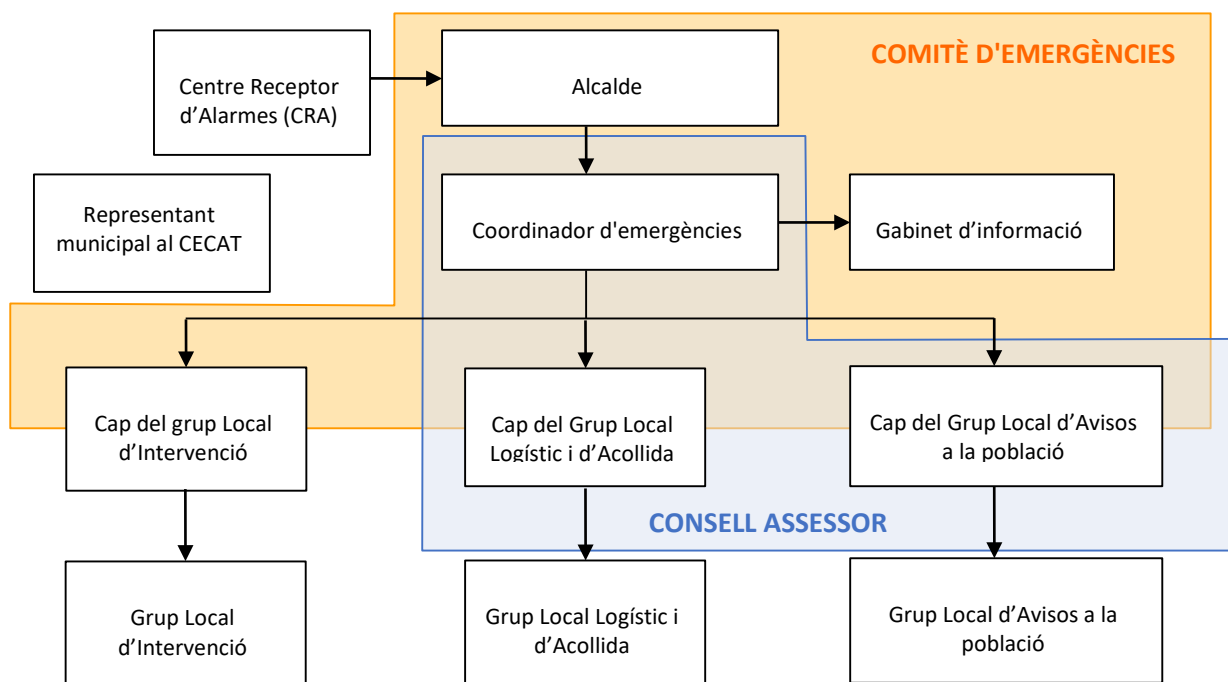 COMITÈ D'EMERGÈNCIES
Centre Receptor
d’Alarmes (CRA)
Alcalde
Representant
municipal al CECAT
Coordinador d'emergències
Gabinet d’informació
Cap del grup Local
d’Intervenció
Cap del Grup Local
Logístic i d’Acollida
Cap del Grup Local d’Avisos
a la població
CONSELL ASSESSOR
Grup Local
d’Intervenció
Grup Local Logístic i
d’Acollida
Grup Local d’Avisos a la
població